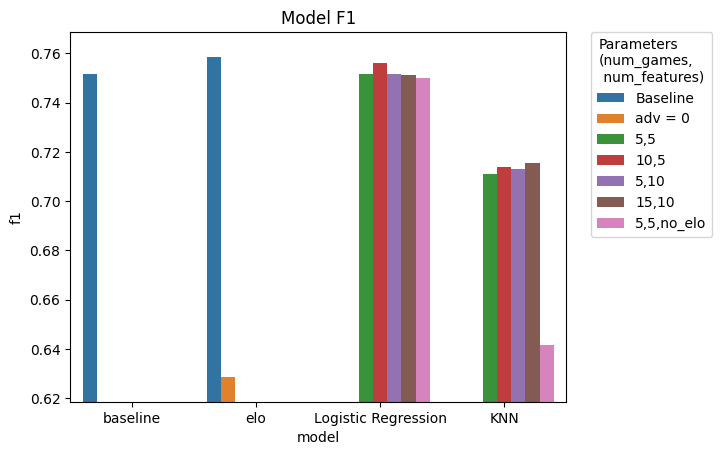 Model F1
f1
0.76
0.74
0.72
0.70
0.68
0.66
0.64
0.62
baseline
elo
Logistic Regression
KNN
model
Parameters
(num_games,
num_features)
Baseline
adv = 0
5,5
10,5
5,10
15,10
5,5,no_elo